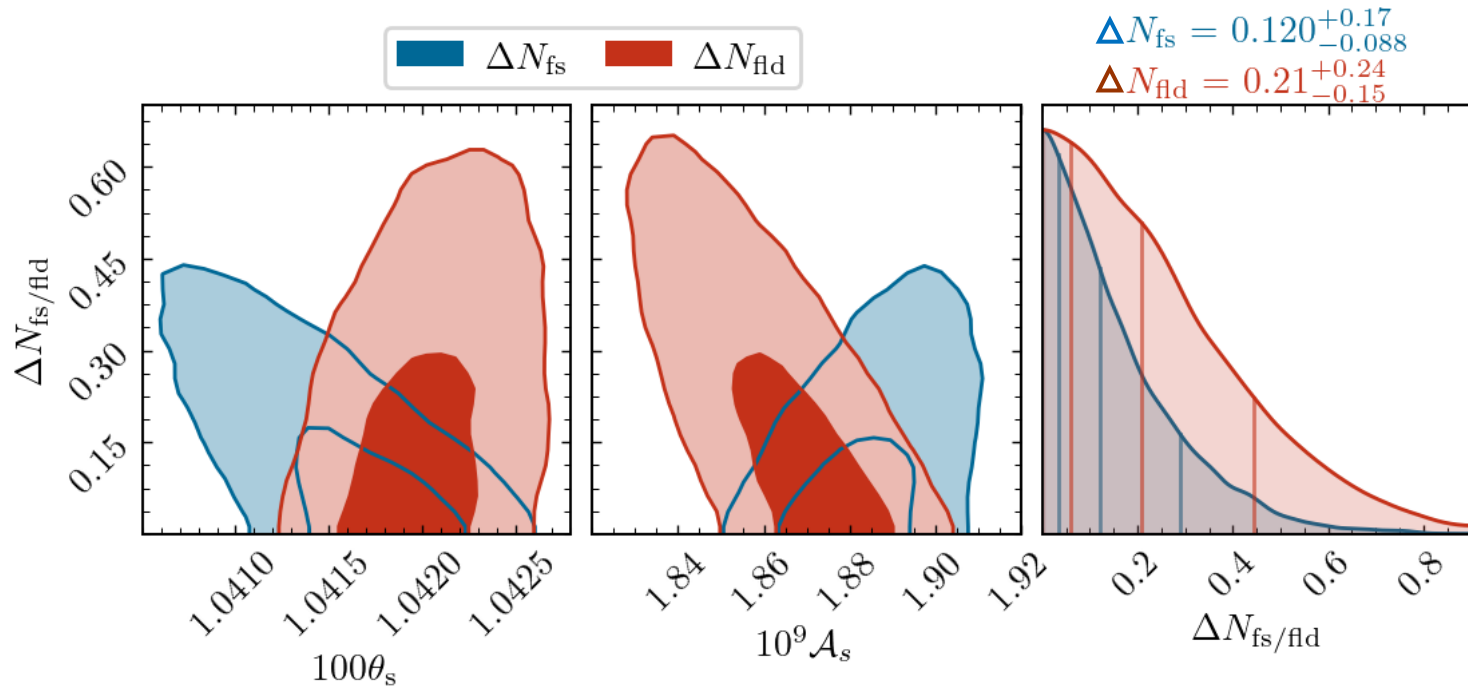 ΔN_fs ΔN_fld
ΔN_fs = 0.120^{+0.17}_{-0.088}
ΔN_fld = 0.21^{+0.24}_{-0.15}
ΔN_fs/fld
0.60
0.45
0.30
0.15
1.0410 1.0415 1.0420 1.0425
100θ_s
1.84 1.86 1.88 1.90 1.92
10^9 𝒜_s
0.2 0.4 0.6 0.8
ΔN_fs/fld